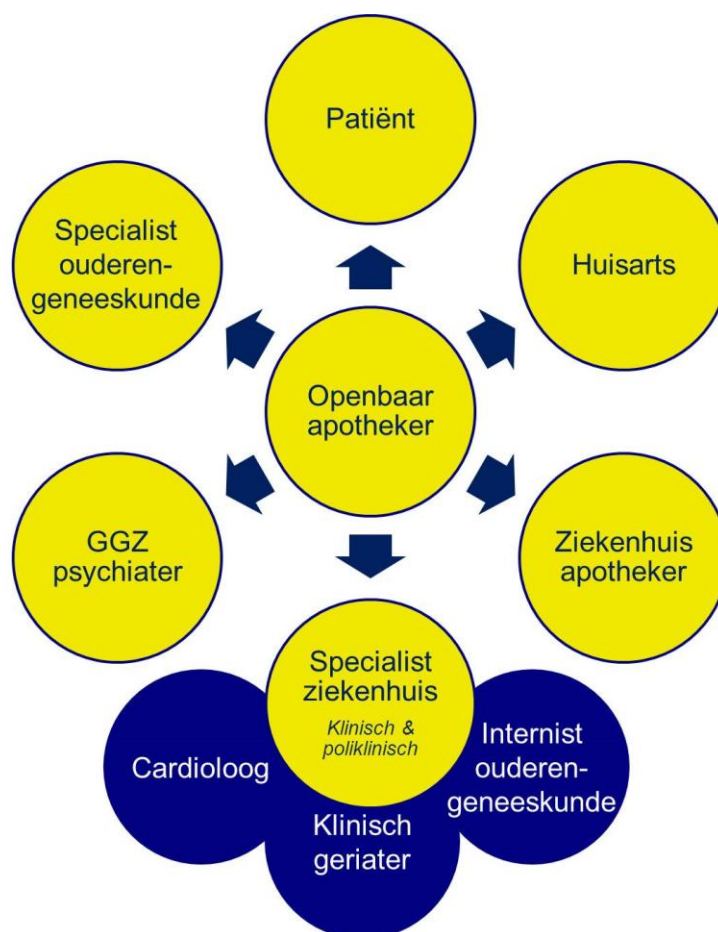 Patiënt
Specialist
ouderen-
geneeskunde
Huisarts
Openbaar
apotheker
GGZ
psychiater
Ziekenhuis
apotheker
Specialist
ziekenhuis
Klinisch &
poliklinisch
Cardioloog
Internist
ouderen-
geneeskunde
Klinisch
geriater